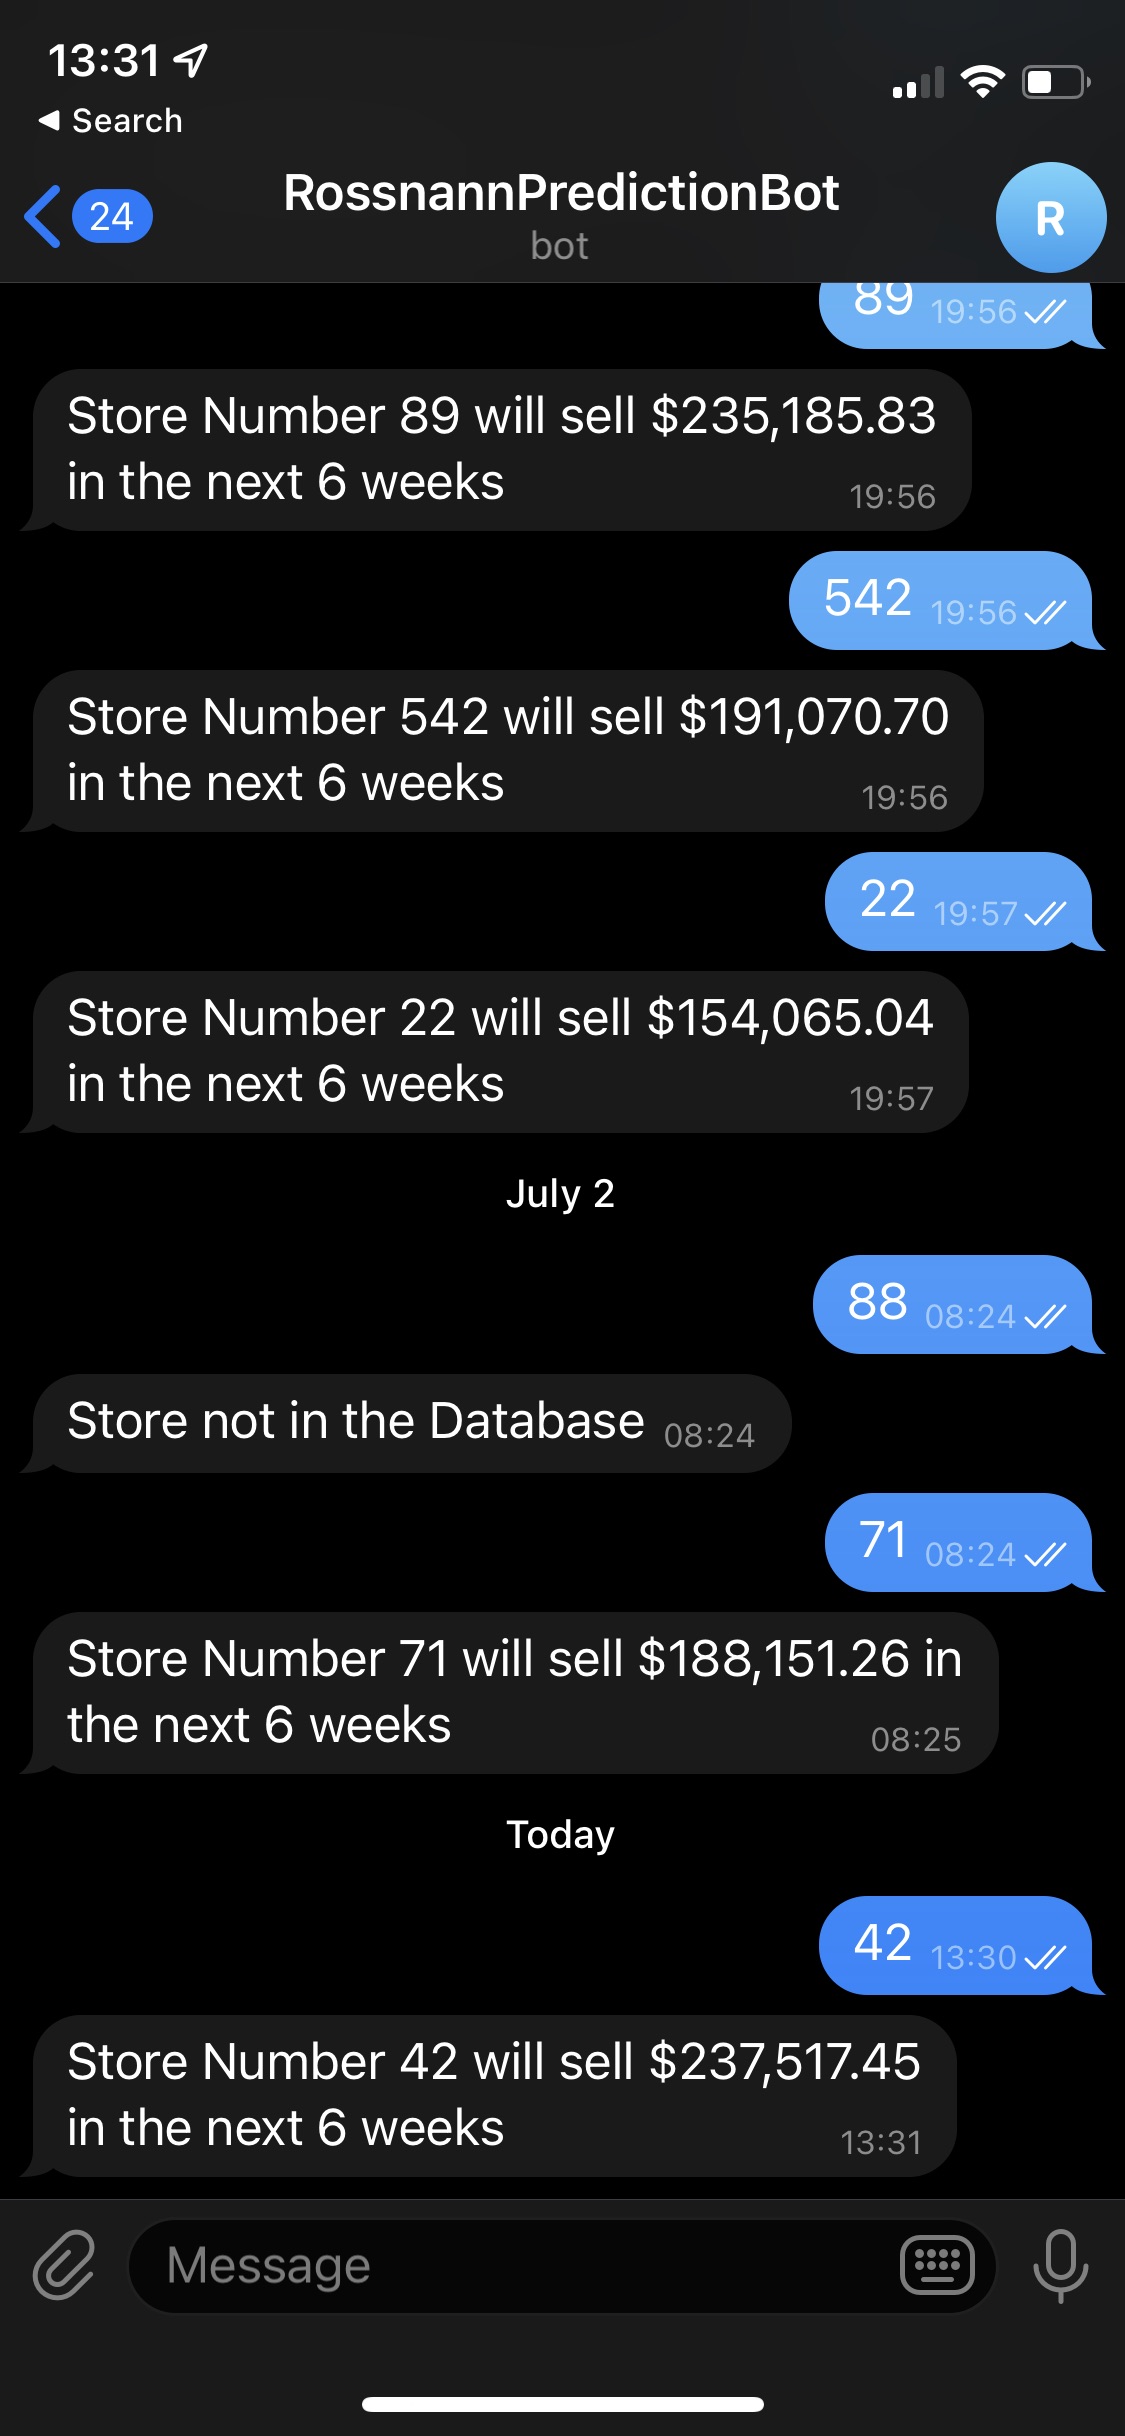 13:31
Search
24
RossnannPredictionBot
R
bot
89 19:56
Store Number 89 will sell $235,185.83
in the next 6 weeks
19:56
542 19:56
Store Number 542 will sell $191,070.70
in the next 6 weeks
19:56
22 19:57
Store Number 22 will sell $154,065.04
in the next 6 weeks
19:57
July 2
88 08:24
Store not in the Database 08:24
71 08:24
Store Number 71 will sell $188,151.26 in
the next 6 weeks
08:25
Today
42 13:30
Store Number 42 will sell $237,517.45
in the next 6 weeks
13:31
Message